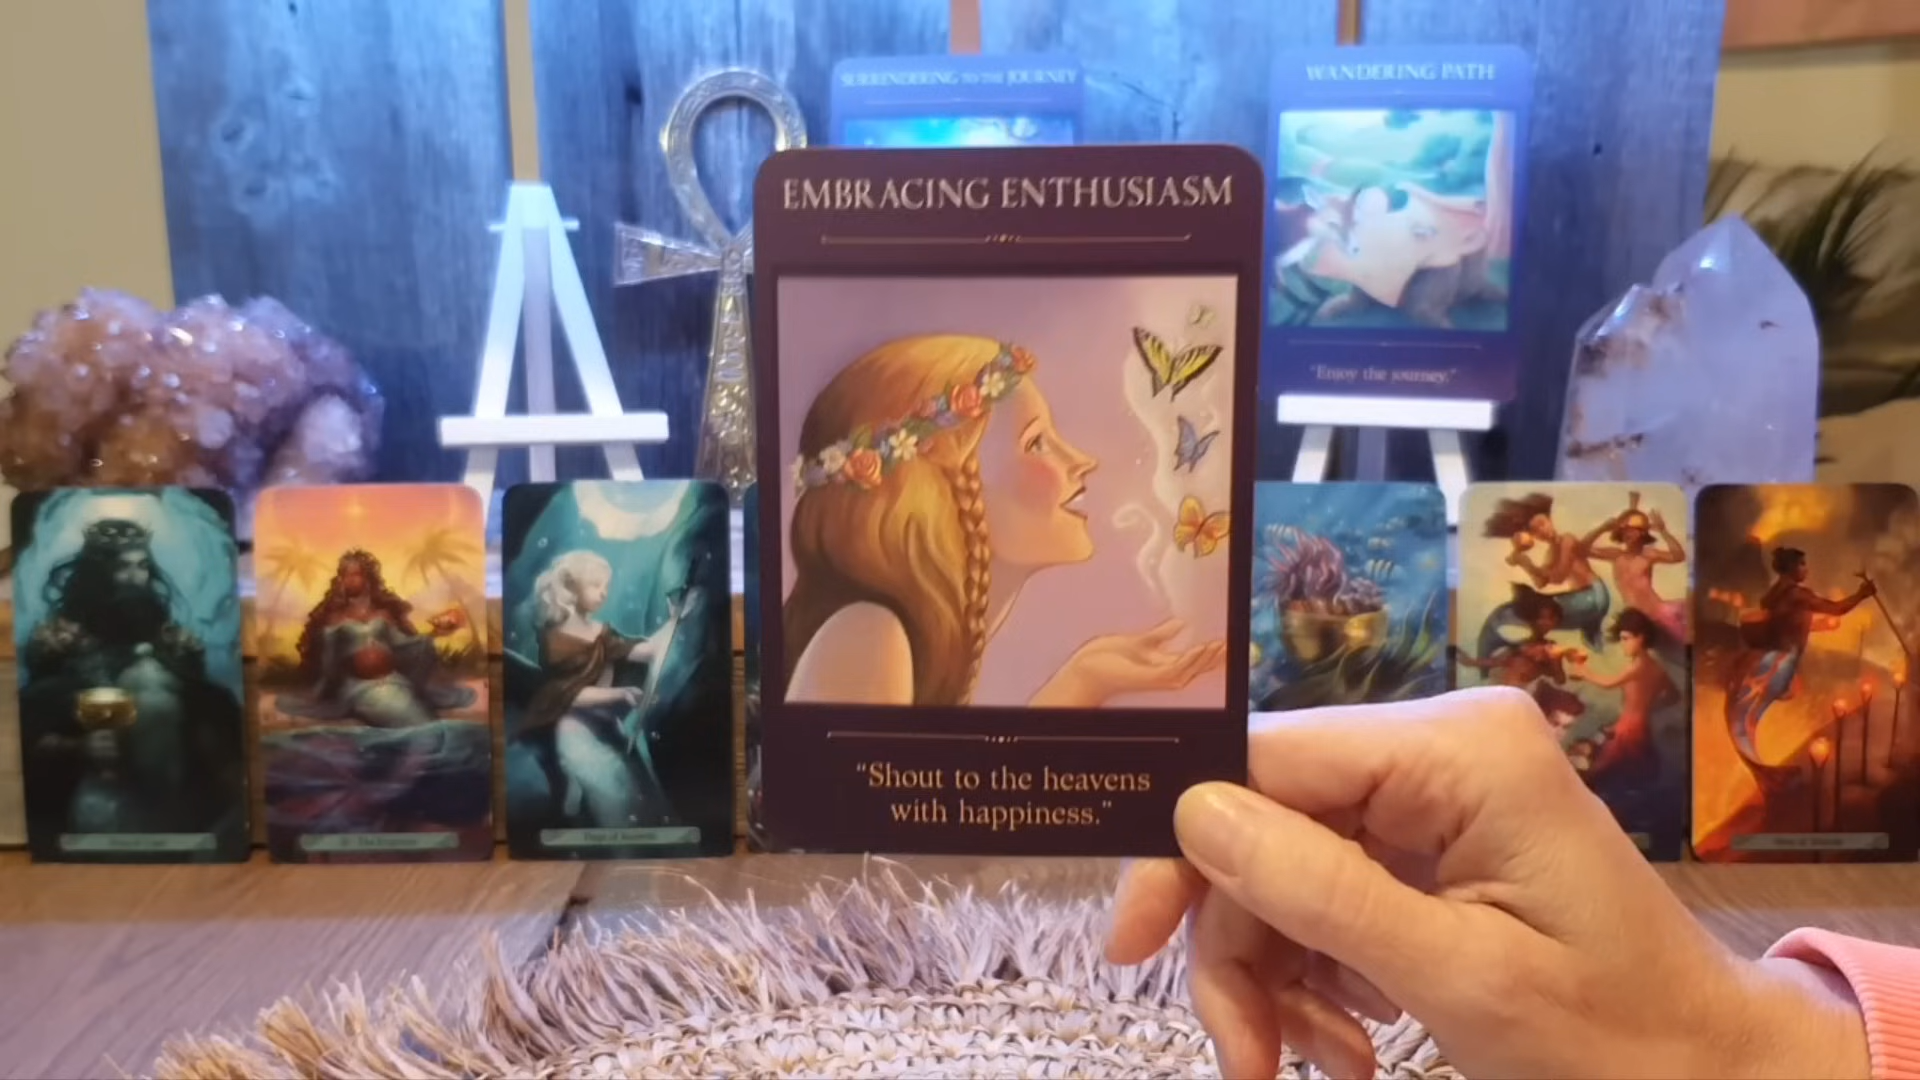 SURRENDERING TO THE JOURNEY
WANDERING PATH
EMBRACING ENTHUSIASM
"Enjoy the journey."
"Shout to the heavens
with happiness."